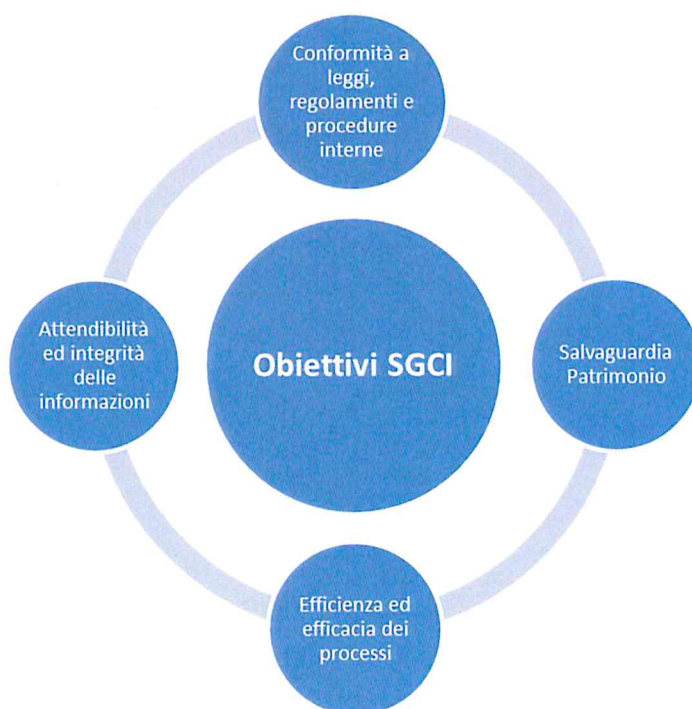 Conformità a
leggi,
regolamenti e
procedure
interne
Attendibilità
ed integrità
delle
informazioni
Obiettivi SGCI
Salvaguardia
Patrimonio
Efficienza ed
efficacia dei
processi